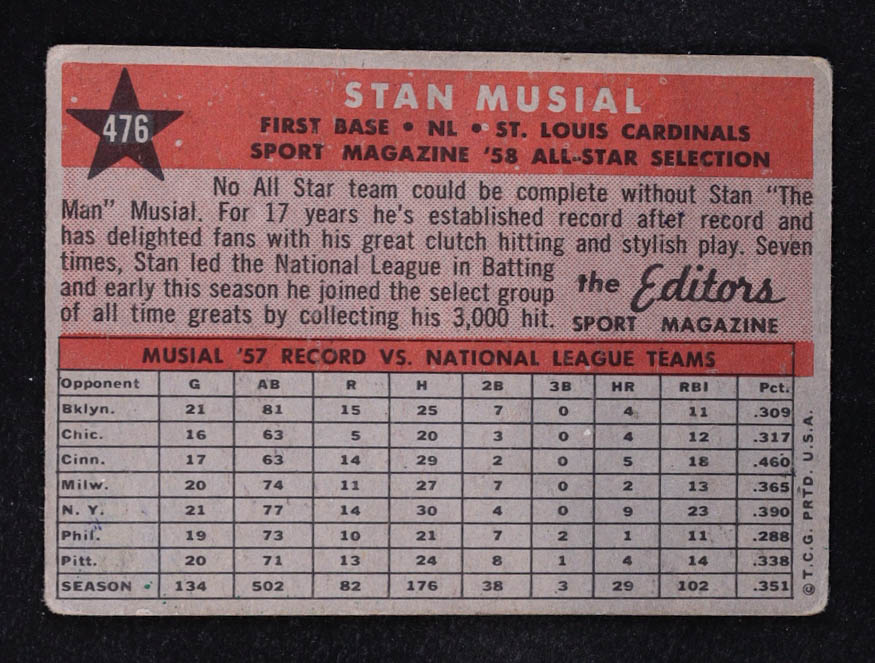 476
STAN MUSIAL
FIRST BASE • NL • ST. LOUIS CARDINALS
SPORT MAGAZINE '58 ALL-STAR SELECTION
No All Star team could be complete without Stan "The
Man" Musial. For 17 years he's established record after record and
has delighted fans with his great clutch hitting and stylish play. Seven
times, Stan led the National League in Batting
and early this season he joined the select group
of all time greats by collecting his 3,000 hit.
the Editors
SPORT MAGAZINE
MUSIAL '57 RECORD VS. NATIONAL LEAGUE TEAMS
Opponent G AB R H 2B 3B HR RBI Pct.
Bklyn. 21 81 15 25 7 0 4 11 .309
Chic. 16 63 5 20 3 0 4 12 .317
Cinn. 17 63 14 29 2 0 5 18 .460
Milw. 20 74 11 27 7 0 2 13 .365
N. Y. 21 77 14 30 4 0 9 23 .390
Phil. 19 73 10 21 7 2 1 11 .288
Pitt. 20 71 13 24 8 1 4 14 .338
SEASON 134 502 82 176 38 3 29 102 .351
© T.C.G. PRTD. U.S.A.